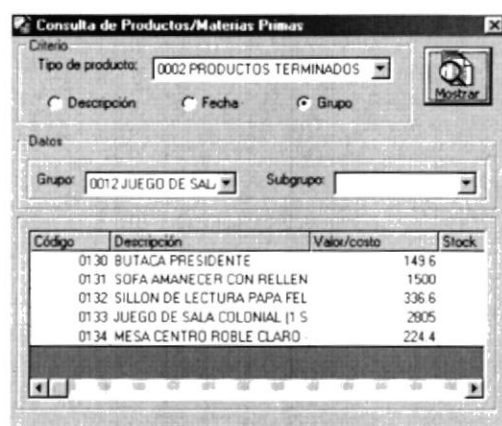 Consulta de Productos/Materias Primas
Criterio
Tipo de producto: 0002 PRODUCTOS TERMINADOS
Mostrar
Descripción Fecha Grupo
Datos
Grupo: 0012 JUEGO DE SAL Subgrupo:
Código Descripción Valor/costo Stock
0130 BUTACA PRESIDENTE 149.6
0131 SOFA AMANECER CON RELLEN 1500
0132 SILLON DE LECTURA PAPA FEL 336.6
0133 JUEGO DE SALA COLONIAL (1 S 2805
0134 MESA CENTRO ROBLE CLARO 224.4